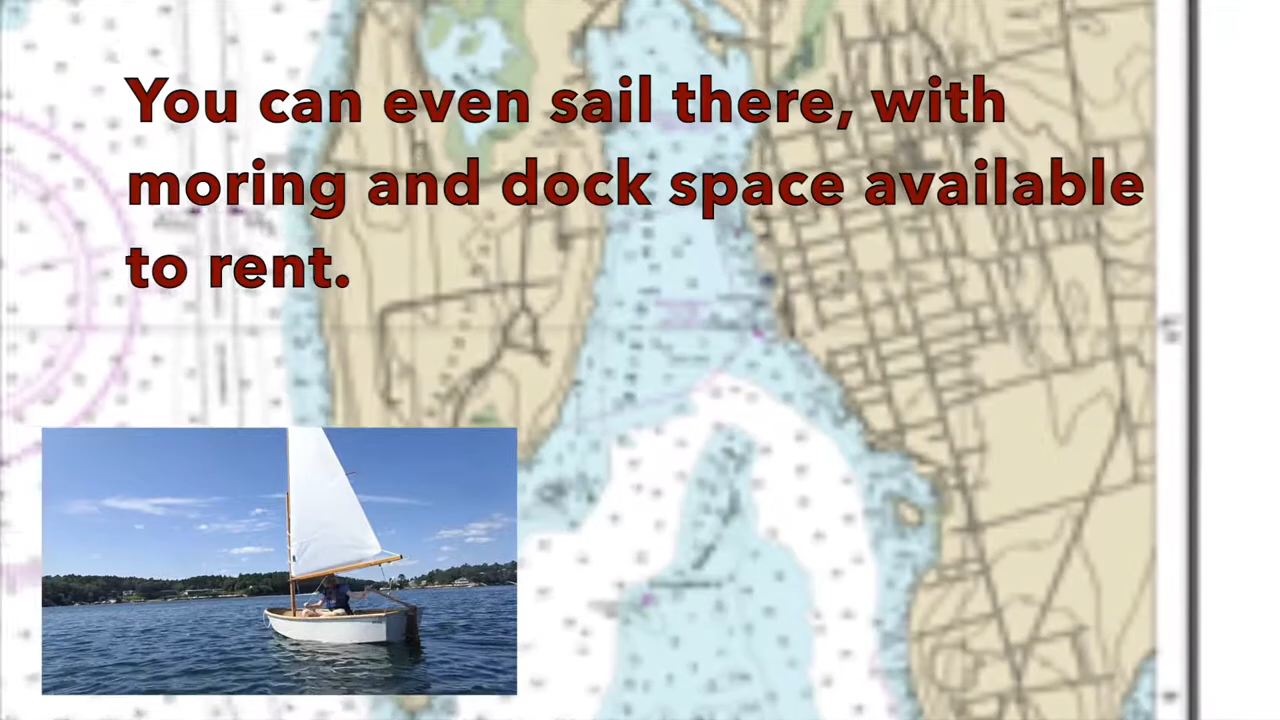 You can even sail there, with
moring and dock space available
to rent.